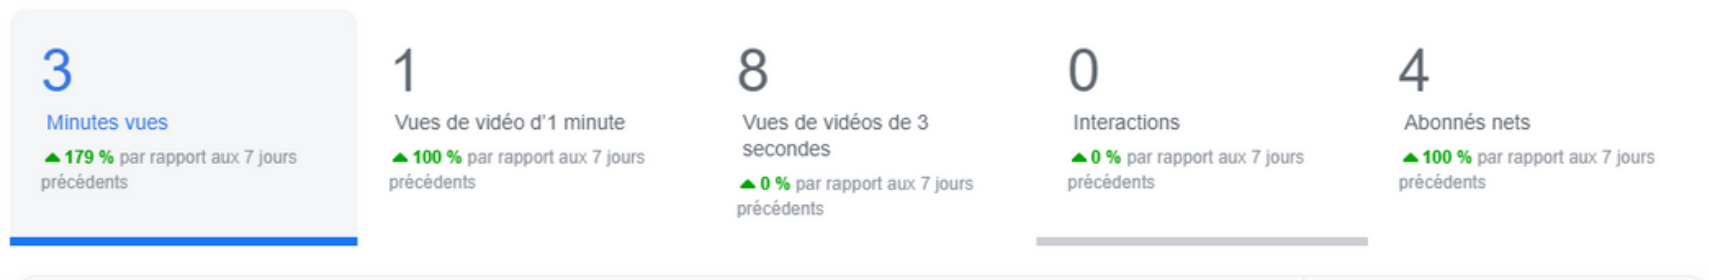 3
Minutes vues
179 % par rapport aux 7 jours
précédents
1
Vues de vidéo d'1 minute
100 % par rapport aux 7 jours
précédents
8
Vues de vidéos de 3
secondes
0 % par rapport aux 7 jours
précédents
0
Interactions
0 % par rapport aux 7 jours
précédents
4
Abonnés nets
100 % par rapport aux 7 jours
précédents